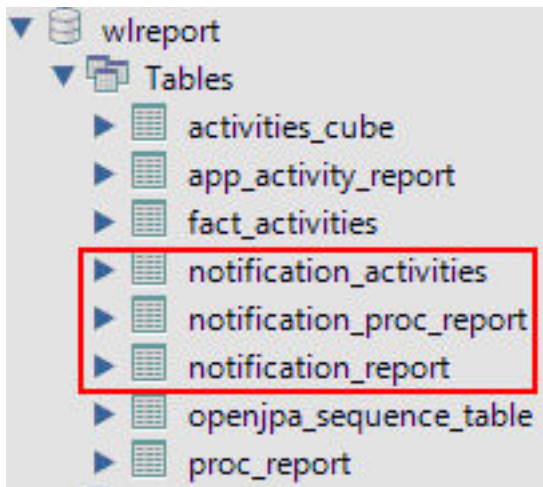 wlreport
Tables
activities_cube
app_activity_report
fact_activities
notification_activities
notification_proc_report
notification_report
openjpa_sequence_table
proc_report